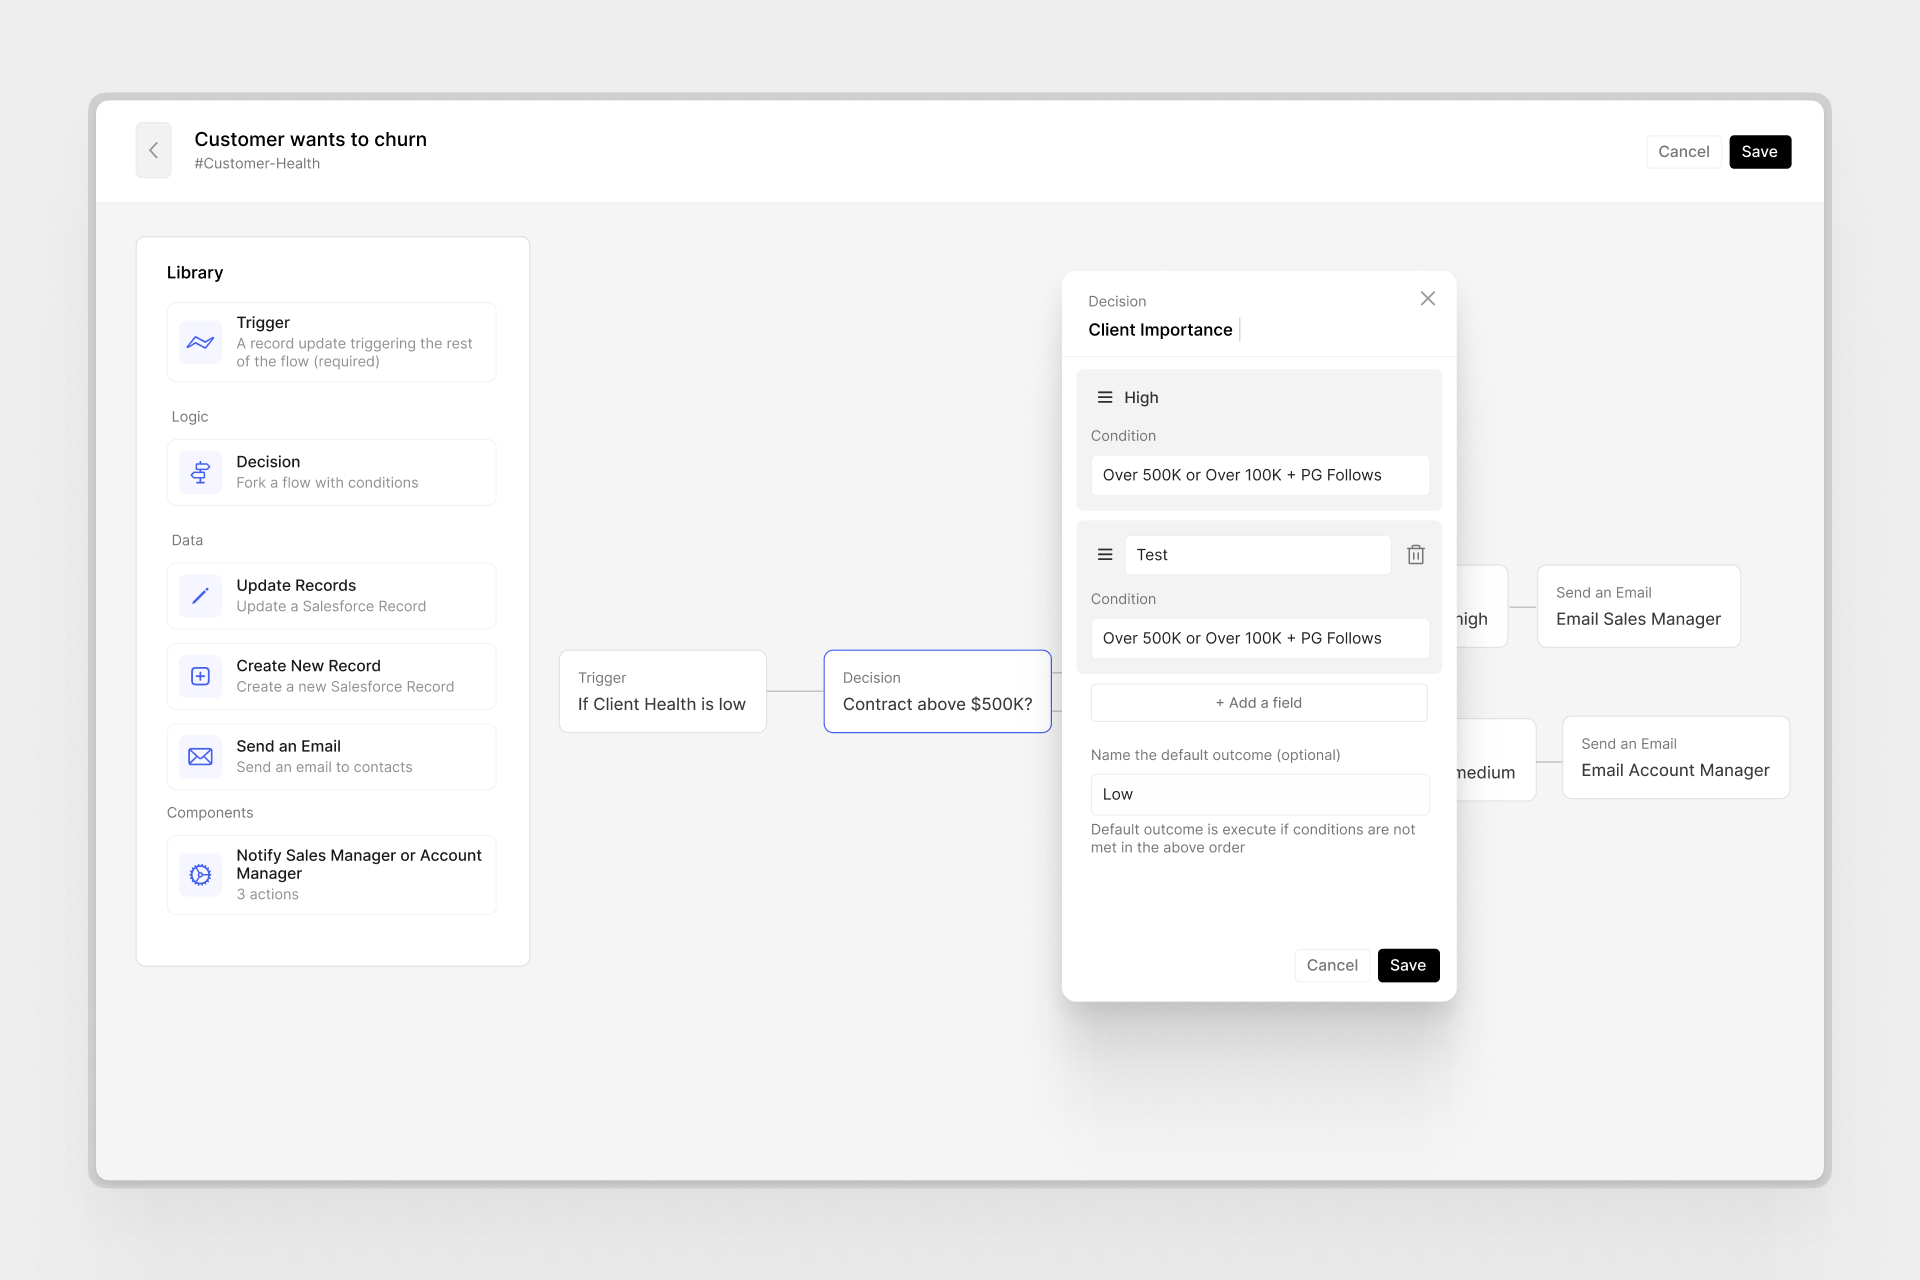 Customer wants to churn
#Customer-Health
Cancel
Save
Library
Trigger
A record update triggering the rest
of the flow (required)
Logic
Decision
Fork a flow with conditions
Data
Update Records
Update a Salesforce Record
Create New Record
Create a new Salesforce Record
Send an Email
Send an email to contacts
Components
Notify Sales Manager or Account
Manager
3 actions
Trigger
If Client Health is low
Decision
Contract above $500K?
Decision
Client Importance
High
Condition
Over 500K or Over 100K + PG Follows
Test
Condition
Over 500K or Over 100K + PG Follows
+ Add a field
Name the default outcome (optional)
Low
Default outcome is execute if conditions are not
met in the above order
Cancel
Save
high
Send an Email
Email Sales Manager
medium
Send an Email
Email Account Manager